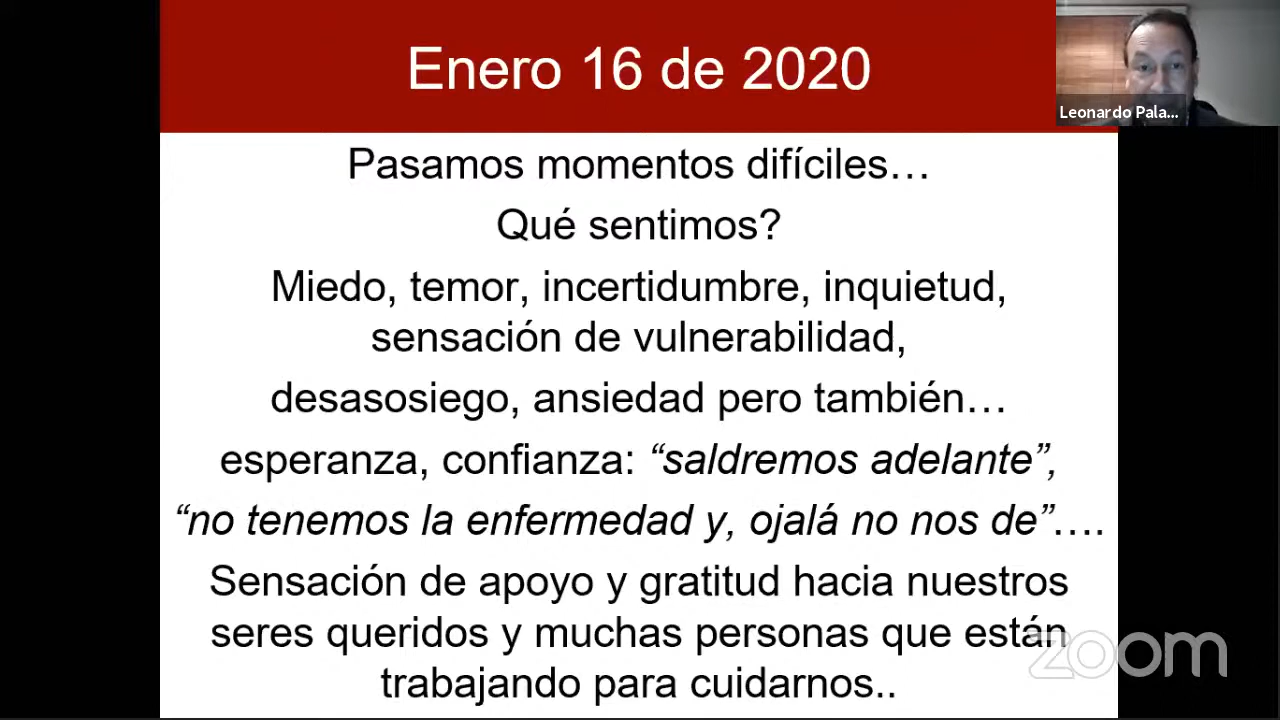 Enero 16 de 2020
Leonardo Pala...
Pasamos momentos difíciles…
Qué sentimos?
Miedo, temor, incertidumbre, inquietud,
sensación de vulnerabilidad,
desasosiego, ansiedad pero también…
esperanza, confianza: “saldremos adelante”,
“no tenemos la enfermedad y, ojalá no nos de”….
Sensación de apoyo y gratitud hacia nuestros
seres queridos y muchas personas que están
trabajando para cuidarnos..
zoom